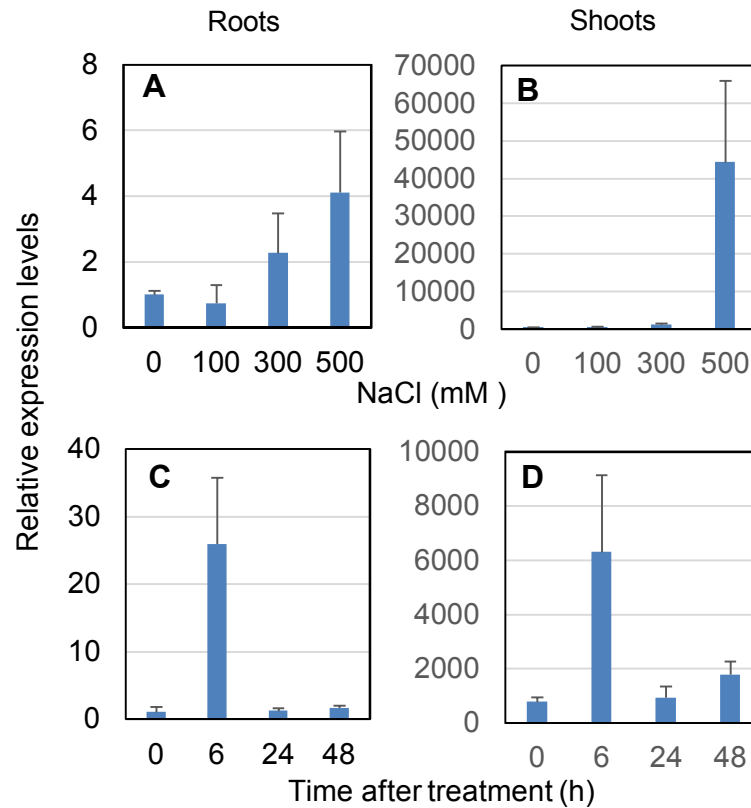 Roots Shoots
Relative expression levels
A
8
6
4
2
0
0 100 300 500
B
70000
60000
50000
40000
30000
20000
10000
0
0 100 300 500
NaCl (mM )
C
40
30
20
10
0
0 6 24 48
D
10000
8000
6000
4000
2000
0
0 6 24 48
Time after treatment (h)